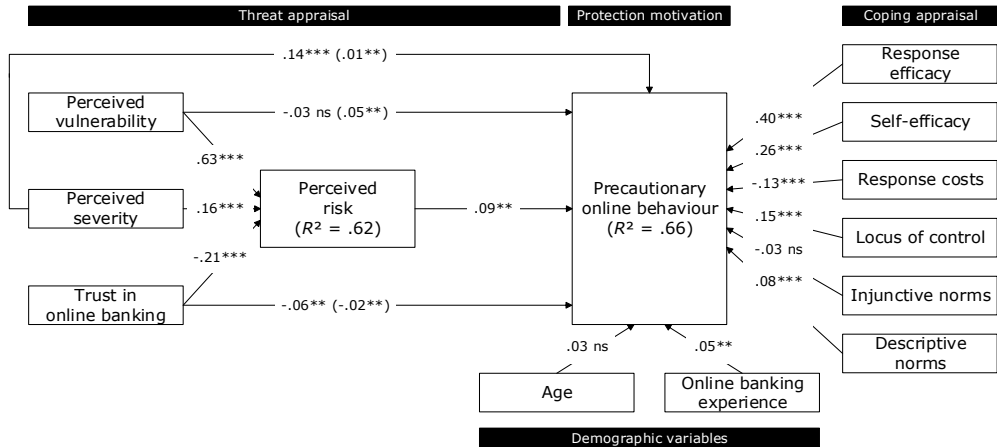 Threat appraisal
Protection motivation
Coping appraisal
.14*** (.01**)
Response
efficacy
Perceived
vulnerability
-.03 ns (.05**)
.40***
Self-efficacy
.63***
.26***
Perceived
severity
.16***
Perceived
risk
(R² = .62)
.09**
Precautionary
online behaviour
(R² = .66)
-.13***
Response costs
.15***
Locus of control
-.21***
-.03 ns
.08***
Injunctive norms
Trust in
online banking
-.06** (-.02**)
Descriptive
norms
.03 ns
.05**
Age
Online banking
experience
Demographic variables